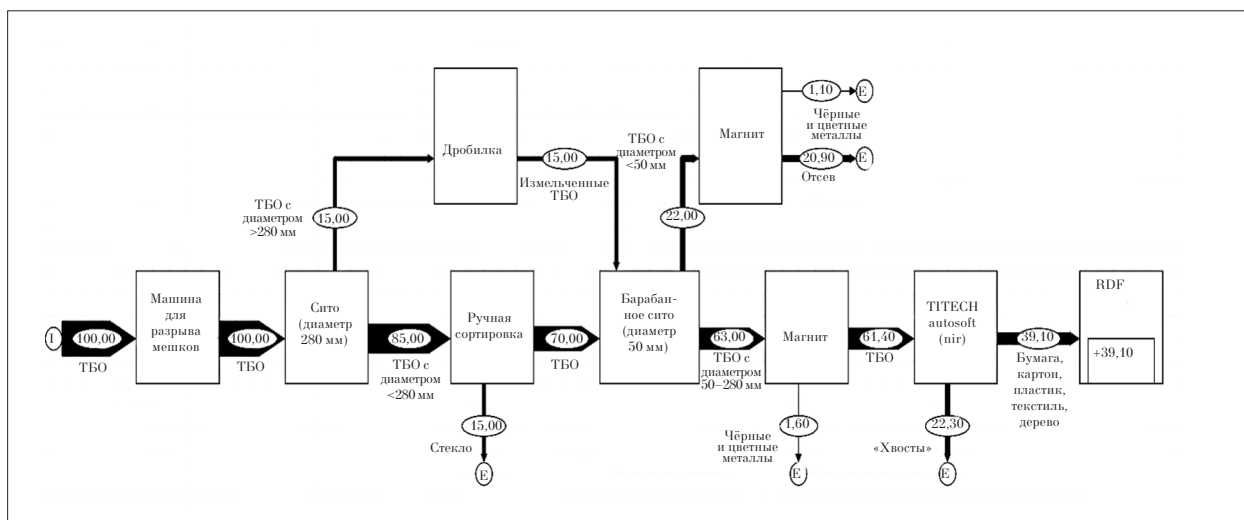 Дробилка
15,00
Измельченные
ТБО
ТБО с
диаметром
<50 мм
Магнит
1,10
E
Чёрные
и цветные
металлы
20,90
E
Отсев
ТБО с
диаметром
>280 мм
15,00
22,00
I
100,00
ТБО
Машина
для
разрыва
мешков
100,00
ТБО
Сито
(диаметр
280 мм)
85,00
ТБО с
диаметром
<280 мм
Ручная
сортировка
70,00
ТБО
Барабан-
ное сито
(диаметр
50 мм)
63,00
ТБО с
диаметром
50–280 мм
Магнит
61,40
ТБО
TITECH
autosoft
(nir)
39,10
Бумага,
картон,
пластик,
текстиль,
дерево
RDF
+39,10
15,00
Стекло
E
1,60
Чёрные
и цветные
металлы
E
22,30
«Хвосты»
E